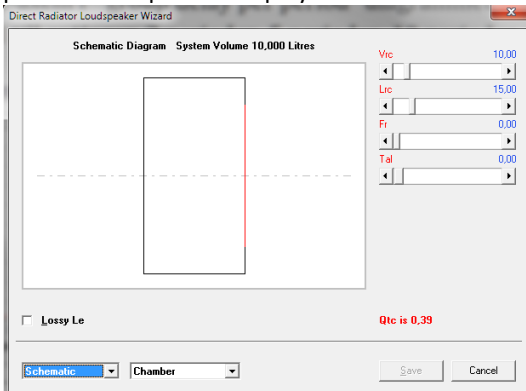 Direct Radiator Loudspeaker Wizard
Schematic Diagram System Volume 10,000 Litres
Vrc 10,00
Lrc 15,00
Fr 0,00
Tal 0,00
Lossy Le
Qtc is 0,39
Schematic Chamber Save Cancel